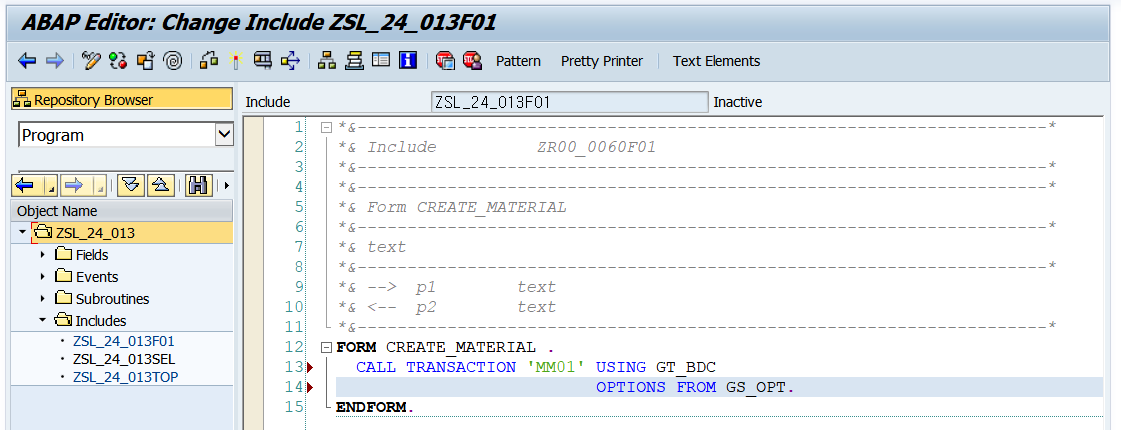 ABAP Editor: Change Include ZSL_24_013F01
Pattern Pretty Printer Text Elements
Repository Browser
Program
Object Name
ZSL_24_013
Fields
Events
Subroutines
Includes
ZSL_24_013F01
ZSL_24_013SEL
ZSL_24_013TOP
Include ZSL_24_013F01 Inactive
1 *&---------------------------------------------------------------------*
2 *& Include ZR00_0060F01
3 *&---------------------------------------------------------------------*
4 *&---------------------------------------------------------------------*
5 *& Form CREATE_MATERIAL
6 *&---------------------------------------------------------------------*
7 *& text
8 *&---------------------------------------------------------------------*
9 *& --> p1 text
10 *& <-- p2 text
11 *&---------------------------------------------------------------------*
12 FORM CREATE_MATERIAL .
13 CALL TRANSACTION 'MM01' USING GT_BDC
14 OPTIONS FROM GS_OPT.
15 ENDFORM.